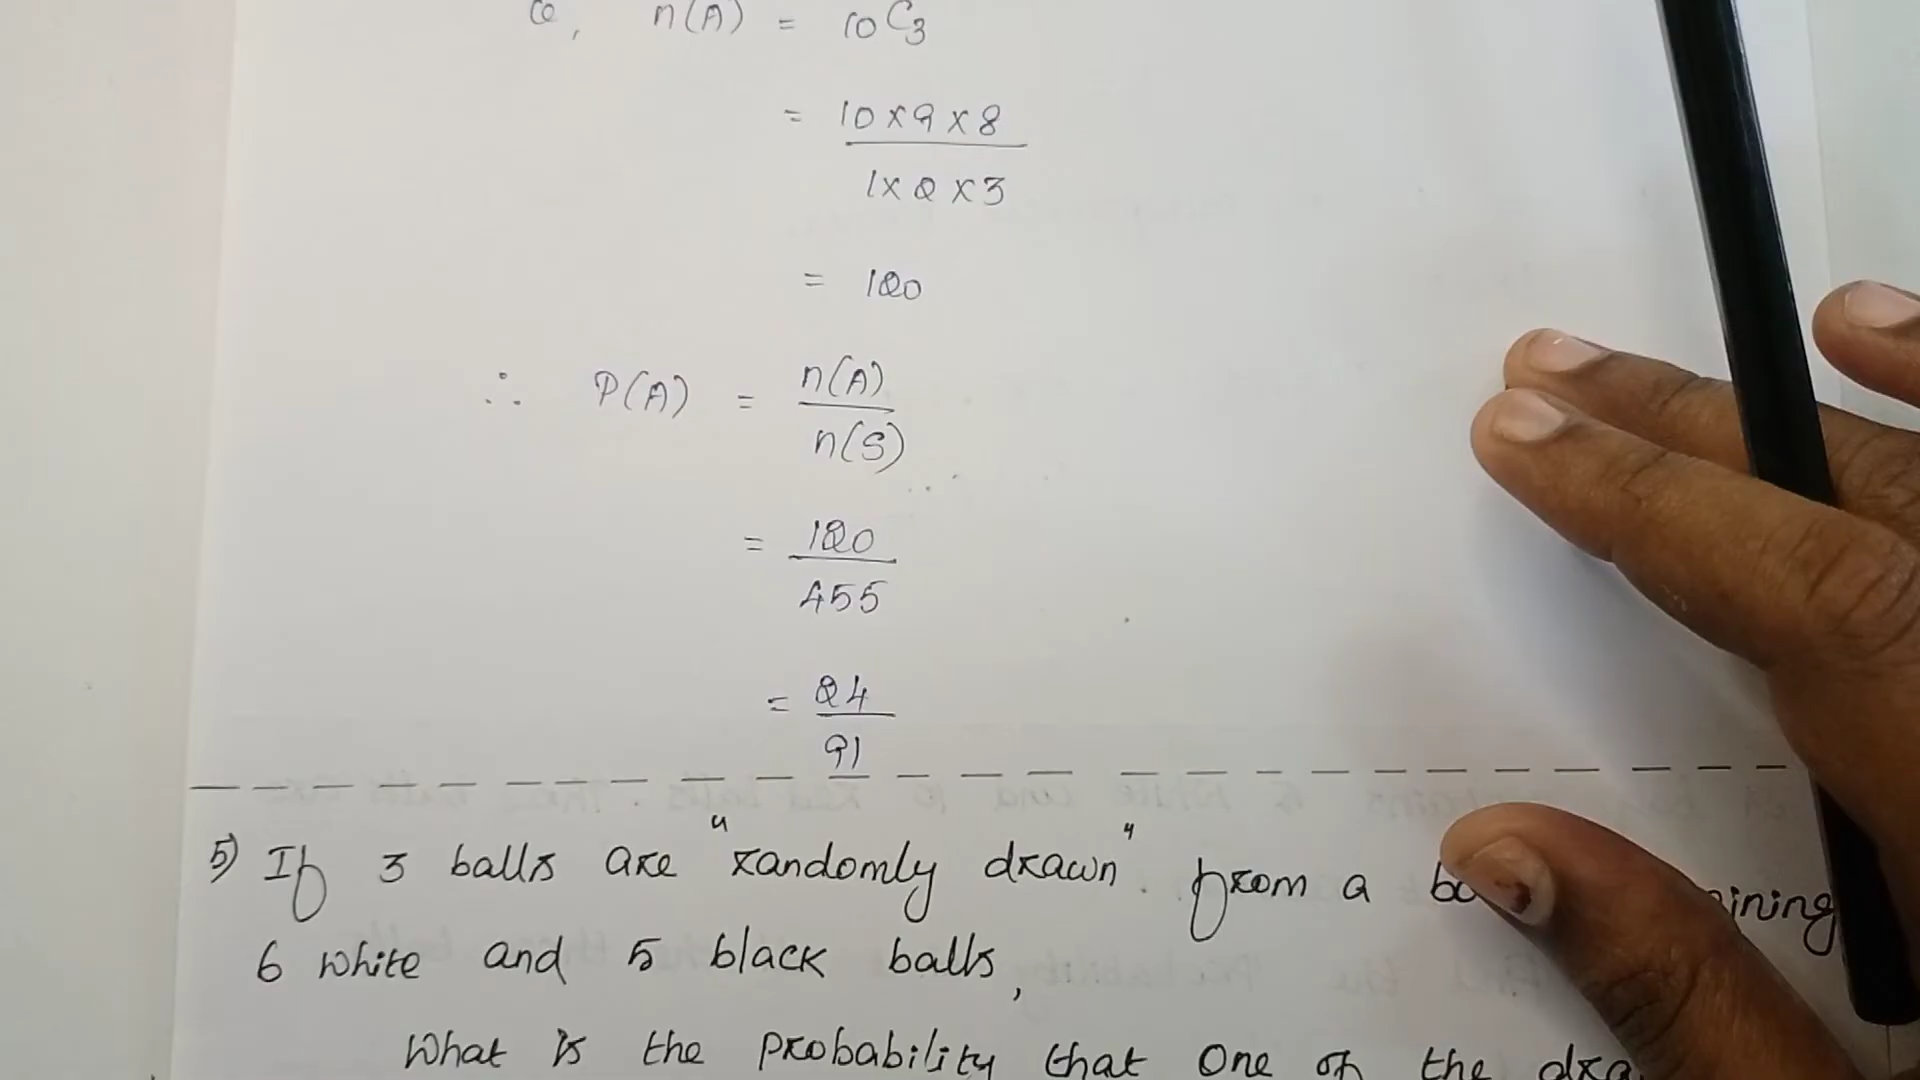 , n(A) = 10C3
= 10 x 9 x 8
1 x 2 x 3
= 120
∴ P(A) = n(A)
n(S)
= 120
455
= 24
91
5) If 3 balls are "randomly drawn" from a
6 white and 5 black balls,
What is the probability that one of the